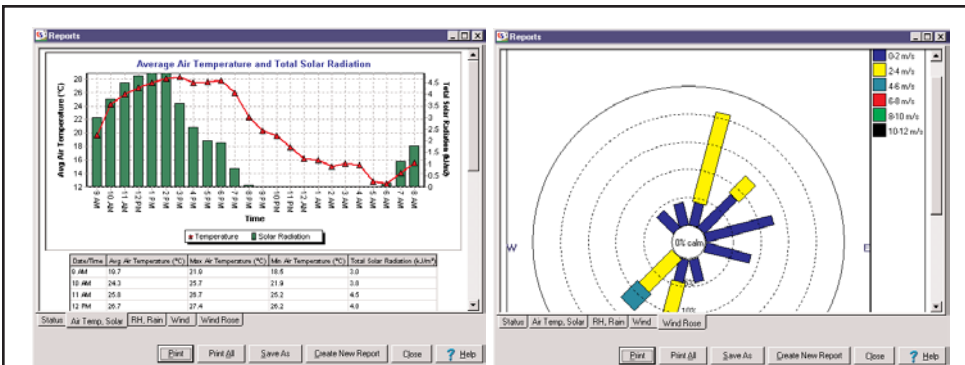 Reports
Average Air Temperature and Total Solar Radiation
Avg Air Temperature (°C)
28
26
24
22
20
18
16
14
12
4.5
4
3.5
3
2.5
2
1.5
1
0.5
0
Total Solar Radiation (kJ/m²)
9 AM
10 AM
11 AM
12 PM
1 PM
2 PM
3 PM
4 PM
5 PM
6 PM
7 PM
8 PM
9 PM
10 PM
11 PM
12 AM
1 AM
2 AM
3 AM
4 AM
5 AM
6 AM
7 AM
8 AM
Time
Temperature Solar Radiation
Date/Time Avg Air Temperature (°C) Max Air Temperature (°C) Min Air Temperature (°C) Total Solar Radiation (kJ/m²)
9 AM 19.7 21.9 18.6 3.0
10 AM 24.3 25.7 21.9 3.8
11 AM 25.8 26.7 25.2 4.5
12 PM 26.7 27.4 26.2 4.8
Status Air Temp, Solar RH, Rain Wind Wind Rose
Print Print All Save As Create New Report Close ? Help
Reports
0-2 m/s
2-4 m/s
4-6 m/s
6-8 m/s
8-10 m/s
10-12 m/s
W
0% calm
E
10%
Status Air Temp, Solar RH, Rain Wind Wind Rose
Print Print All Save As Create New Report Close ? Help